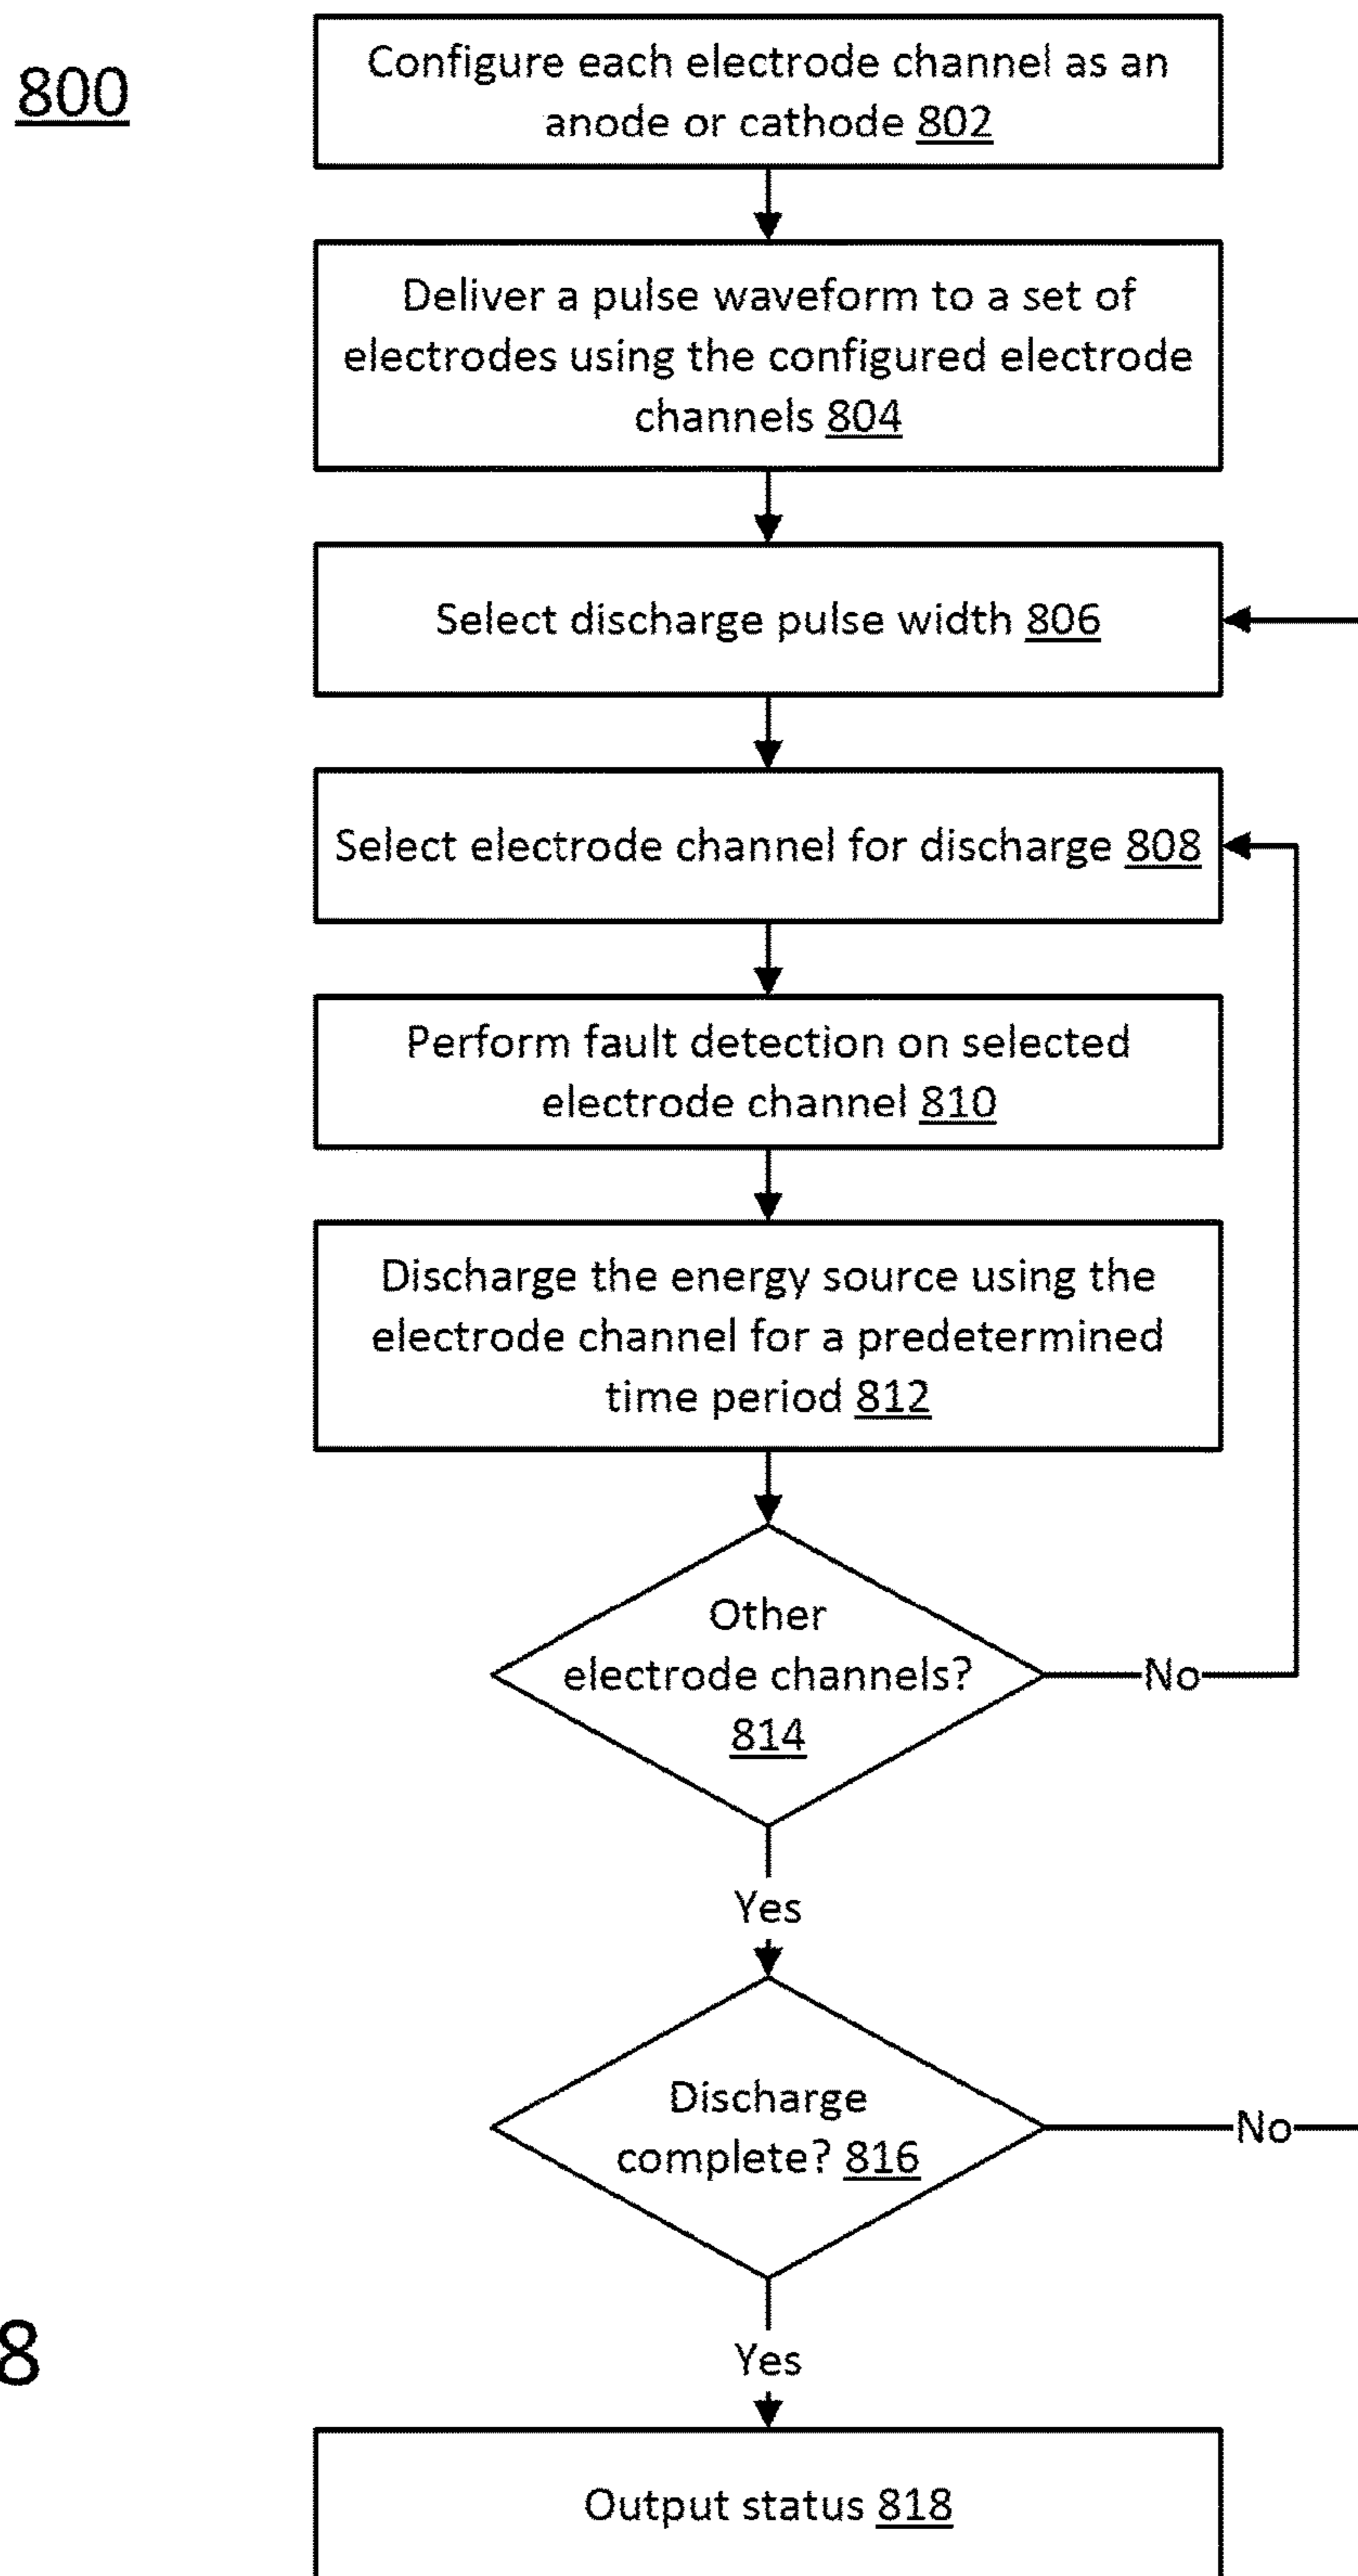 800
Configure each electrode channel as an
anode or cathode 802
Deliver a pulse waveform to a set of
electrodes using the configured electrode
channels 804
Select discharge pulse width 806
Select electrode channel for discharge 808
Perform fault detection on selected
electrode channel 810
Discharge the energy source using the
electrode channel for a predetermined
time period 812
Other
electrode channels?
814
No
Yes
Discharge
complete? 816
No
Yes
8
Output status 818